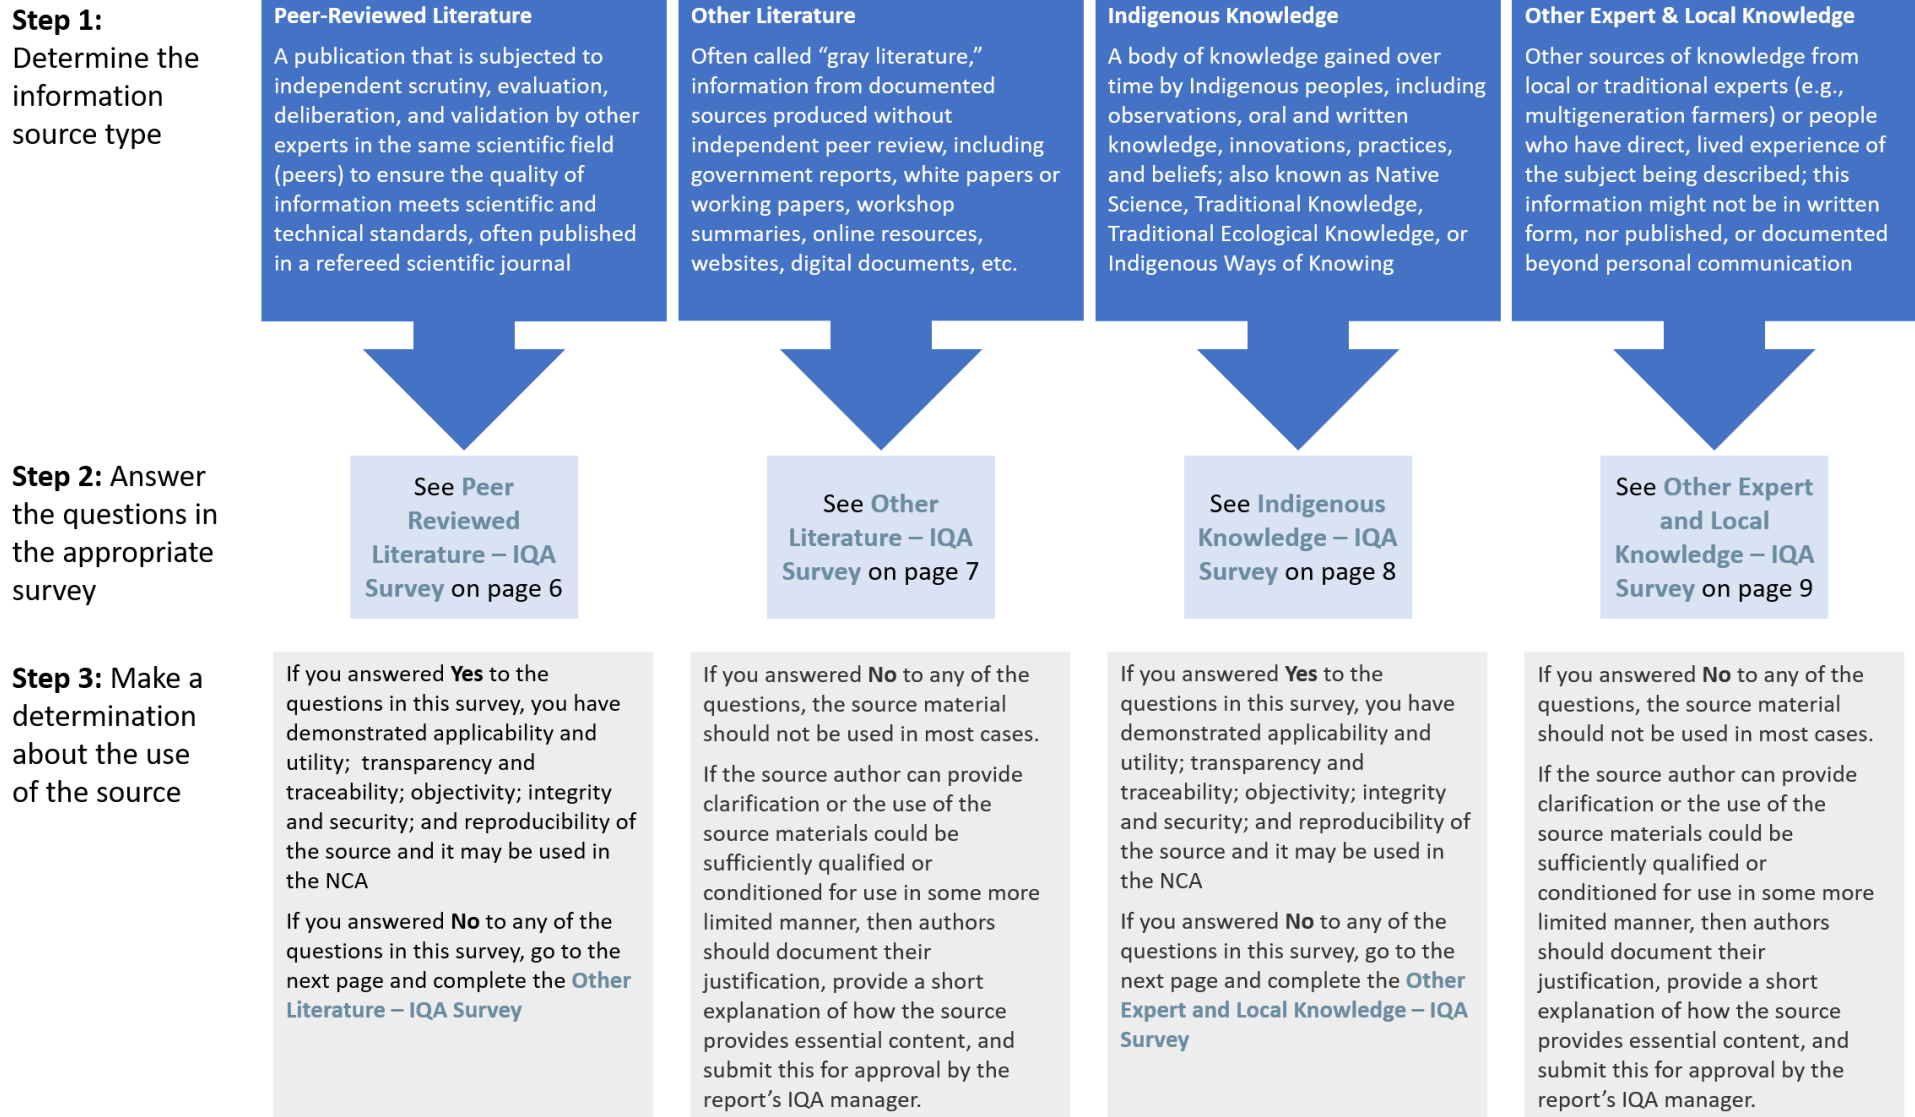 Step 1:
Determine the
information
source type
Peer-Reviewed Literature
A publication that is subjected to
independent scrutiny, evaluation,
deliberation, and validation by other
experts in the same scientific field
(peers) to ensure the quality of
information meets scientific and
technical standards, often published
in a refereed scientific journal
Other Literature
Often called “gray literature,”
information from documented
sources produced without
independent peer review, including
government reports, white papers or
working papers, workshop
summaries, online resources,
websites, digital documents, etc.
Indigenous Knowledge
A body of knowledge gained over
time by Indigenous peoples, including
observations, oral and written
knowledge, innovations, practices,
and beliefs; also known as Native
Science, Traditional Knowledge,
Traditional Ecological Knowledge, or
Indigenous Ways of Knowing
Other Expert & Local Knowledge
Other sources of knowledge from
local or traditional experts (e.g.,
multigeneration farmers) or people
who have direct, lived experience of
the subject being described; this
information might not be in written
form, nor published, or documented
beyond personal communication
Step 2: Answer
the questions in
the appropriate
survey
See Peer
Reviewed
Literature – IQA
Survey on page 6
See Other
Literature – IQA
Survey on page 7
See Indigenous
Knowledge – IQA
Survey on page 8
See Other Expert
and Local
Knowledge – IQA
Survey on page 9
Step 3: Make a
determination
about the use
of the source
If you answered Yes to the
questions in this survey, you have
demonstrated applicability and
utility; transparency and
traceability; objectivity; integrity
and security; and reproducibility of
the source and it may be used in
the NCA
If you answered No to any of the
questions in this survey, go to the
next page and complete the Other
Literature – IQA Survey
If you answered No to any of the
questions, the source material
should not be used in most cases.
If the source author can provide
clarification or the use of the
source materials could be
sufficiently qualified or
conditioned for use in some more
limited manner, then authors
should document their
justification, provide a short
explanation of how the source
provides essential content, and
submit this for approval by the
report’s IQA manager.
If you answered Yes to the
questions in this survey, you have
demonstrated applicability and
utility; transparency and
traceability; objectivity; integrity
and security; and reproducibility of
the source and it may be used in
the NCA
If you answered No to any of the
questions in this survey, go to the
next page and complete the Other
Expert and Local Knowledge – IQA
Survey
If you answered No to any of the
questions, the source material
should not be used in most cases.
If the source author can provide
clarification or the use of the
source materials could be
sufficiently qualified or
conditioned for use in some more
limited manner, then authors
should document their
justification, provide a short
explanation of how the source
provides essential content, and
submit this for approval by the
report’s IQA manager.